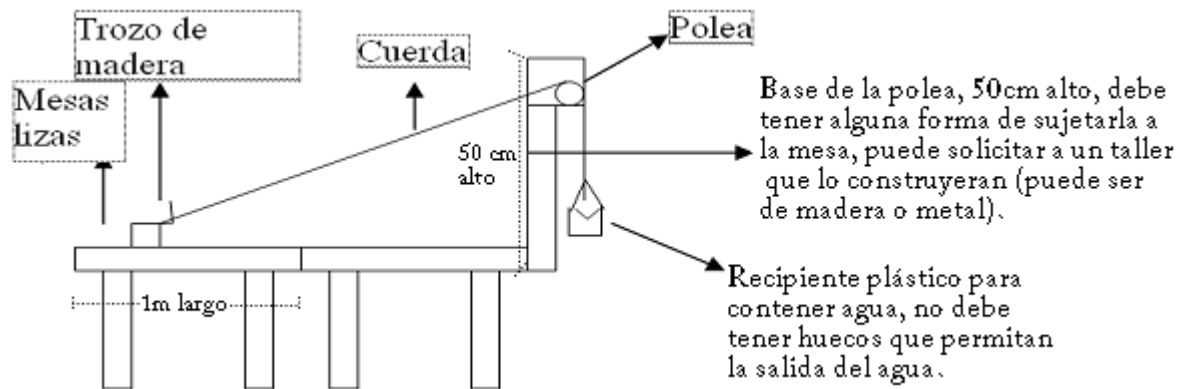 Trozo de
madera
Cuerda
Polea
Mesas
lizas
50 cm
alto
Base de la polea, 50cm alto, debe
tener alguna forma de sujetarla a
la mesa, puede solicitar a un taller
que lo construyeran (puede ser
de madera o metal).
1m largo
Recipiente plástico para
contener agua, no debe
tener huecos que permitan
la salida del agua.